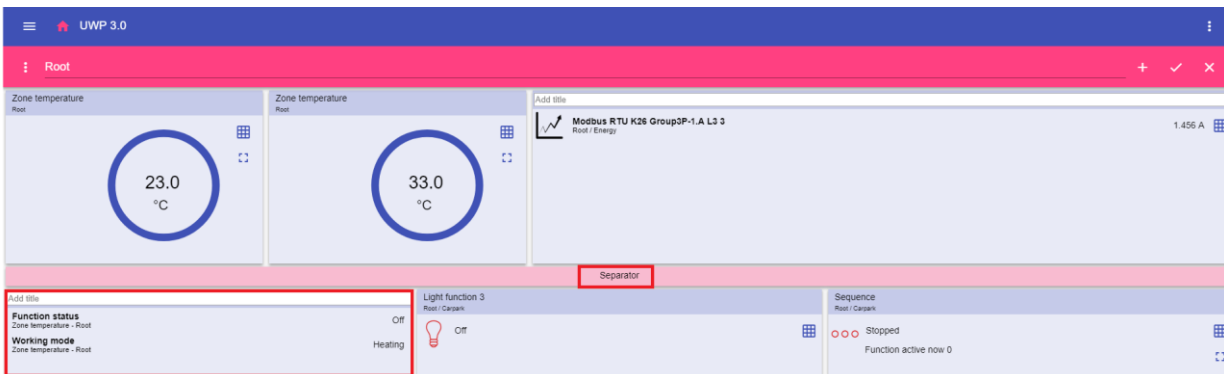 UWP 3.0
Root
Zone temperature
Root
23.0
°C
Zone temperature
Root
33.0
°C
Add title
Modbus RTU K26 Group3P-1.A L3 3
Root / Energy
1.456 A
Separator
Add title
Function status
Zone temperature - Root
Off
Working mode
Zone temperature - Root
Heating
Light function 3
Root / Carpark
Off
Sequence
Root / Carpark
Stopped
Function active now 0